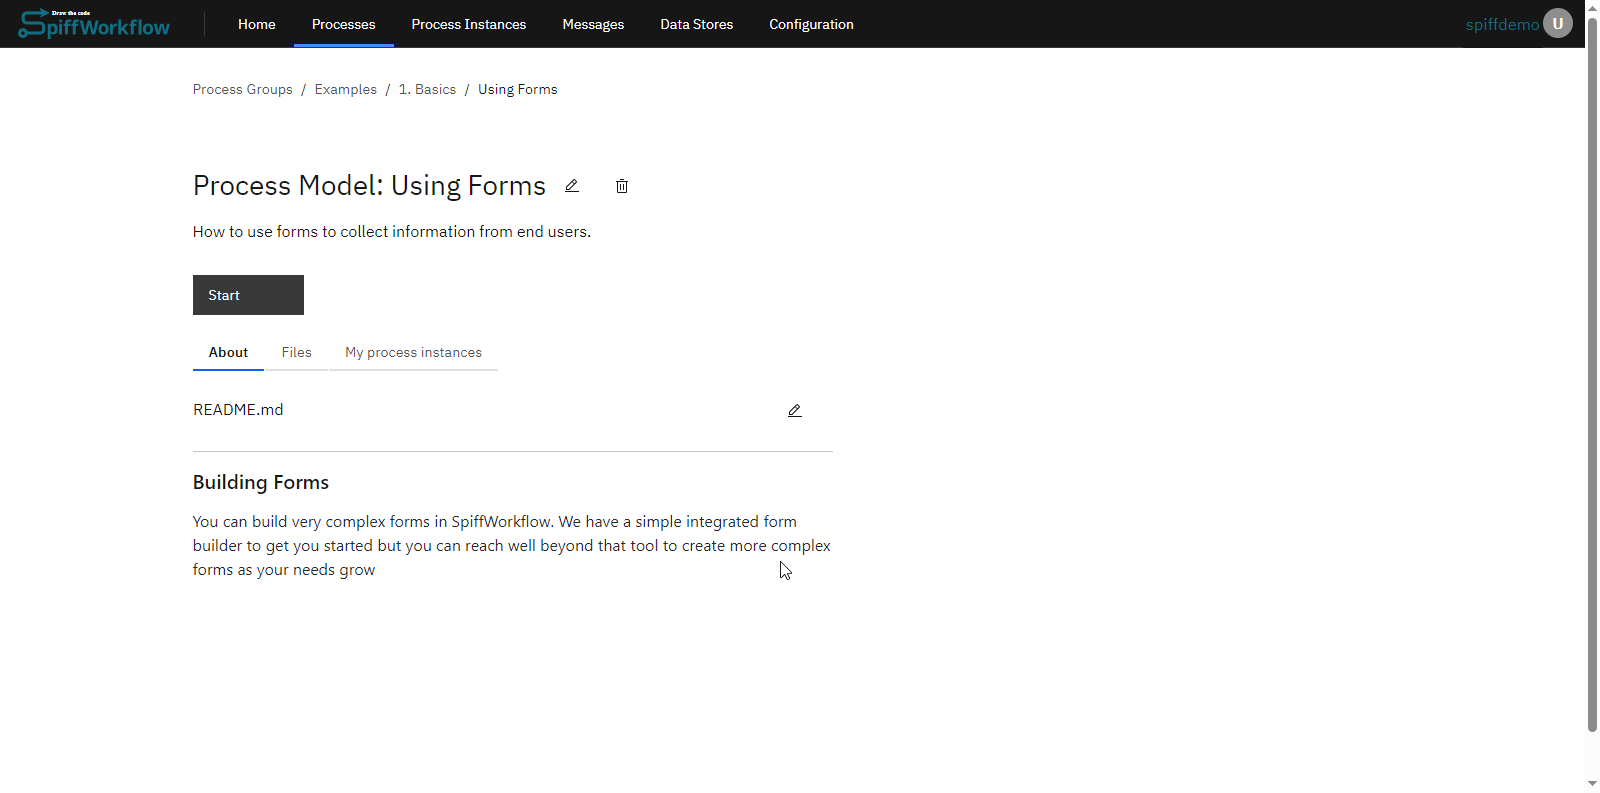 Draw the code
SpiffWorkflow
Home
Processes
Process Instances
Messages
Data Stores
Configuration
spiffdemo
U
Process Groups / Examples / 1. Basics / Using Forms
Process Model: Using Forms
How to use forms to collect information from end users.
Start
About
Files
My process instances
README.md
Building Forms
You can build very complex forms in SpiffWorkflow. We have a simple integrated form
builder to get you started but you can reach well beyond that tool to create more complex
forms as your needs grow